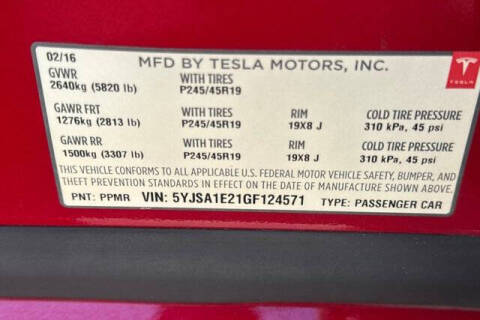 02/16
MFD BY TESLA MOTORS, INC.
TESLA
GVWR WITH TIRES
2640kg (5820 lb) P245/45R19
GAWR FRT WITH TIRES RIM COLD TIRE PRESSURE
1276kg (2813 lb) P245/45R19 19X8 J 310 kPa, 45 psi
GAWR RR WITH TIRES RIM COLD TIRE PRESSURE
1500kg (3307 lb) P245/45R19 19X8 J 310 kPa, 45 psi
THIS VEHICLE CONFORMS TO ALL APPLICABLE U.S. FEDERAL MOTOR VEHICLE SAFETY, BUMPER, AND
THEFT PREVENTION STANDARDS IN EFFECT ON THE DATE OF MANUFACTURE SHOWN ABOVE.
PNT: PPMR VIN: 5YJSA1E21GF124571 TYPE: PASSENGER CAR